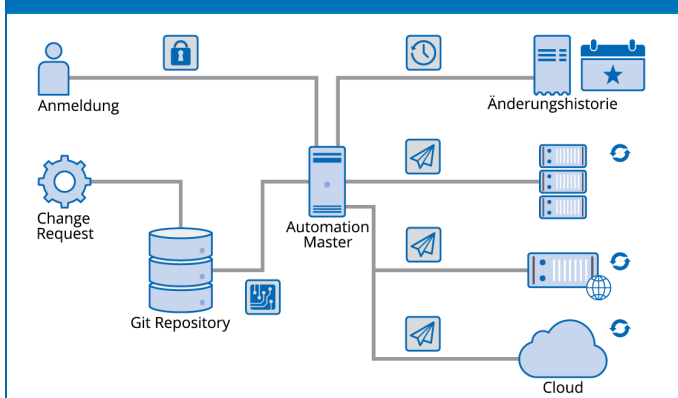 Anmeldung
Änderungshistorie
Change
Request
Automation
Master
Git Repository
Cloud